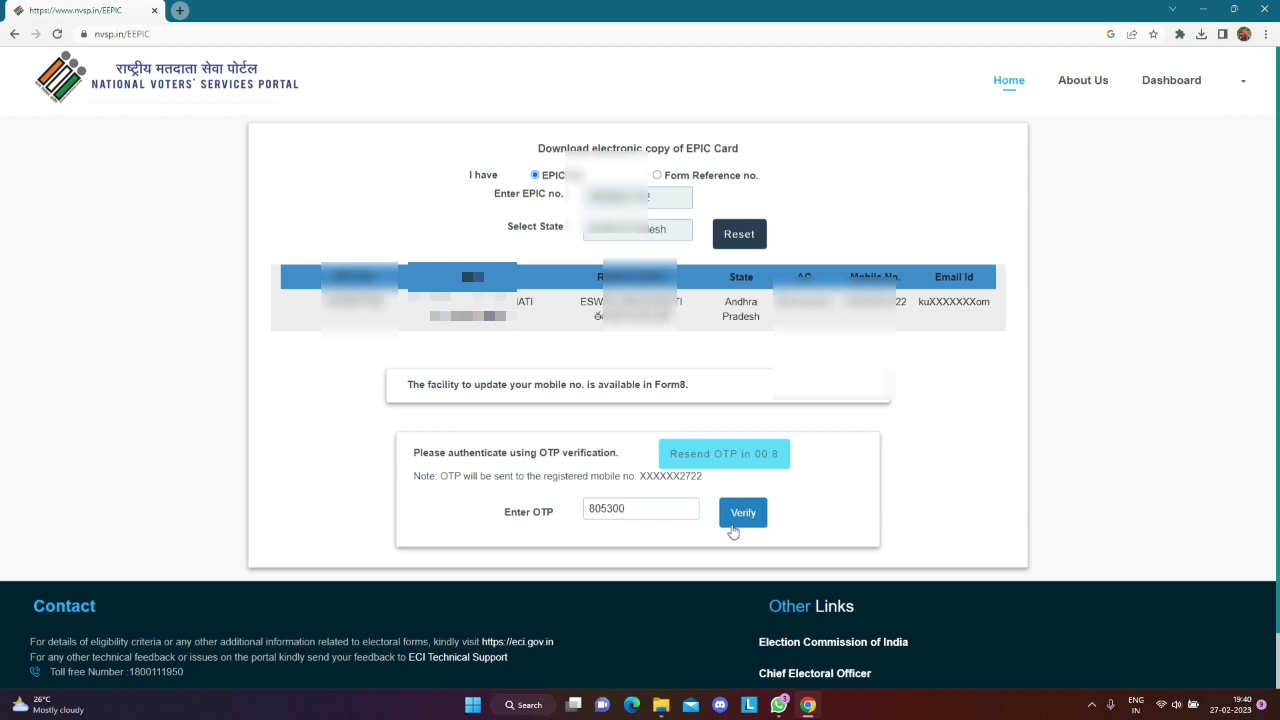 https://www.nvsp.in/EEPIC
nvsp.in/EEPIC
राष्ट्रीय मतदाता सेवा पोर्टल
NATIONAL VOTERS' SERVICES PORTAL
Home About Us Dashboard
Download electronic copy of EPIC Card
I have EPIC Form Reference no.
Enter EPIC no.
Select State Reset
State Mobile No. Email Id
Andhra 22 kuXXXXXXXom
Pradesh
The facility to update your mobile no. is available in Form8.
Please authenticate using OTP verification. Resend OTP in 00:8
Note: OTP will be sent to the registered mobile no. XXXXXX2722
Enter OTP 805300 Verify
Contact
Other Links
For details of eligibility criteria or any other additional information related to electoral forms, kindly visit https://eci.gov.in
Election Commission of India
For any other technical feedback or issues on the portal kindly send your feedback to ECI Technical Support
Toll free Number :1800111950
Chief Electoral Officer
26°C
Mostly cloudy
Search
3
ENG
IN
19:40
27-02-2023
3